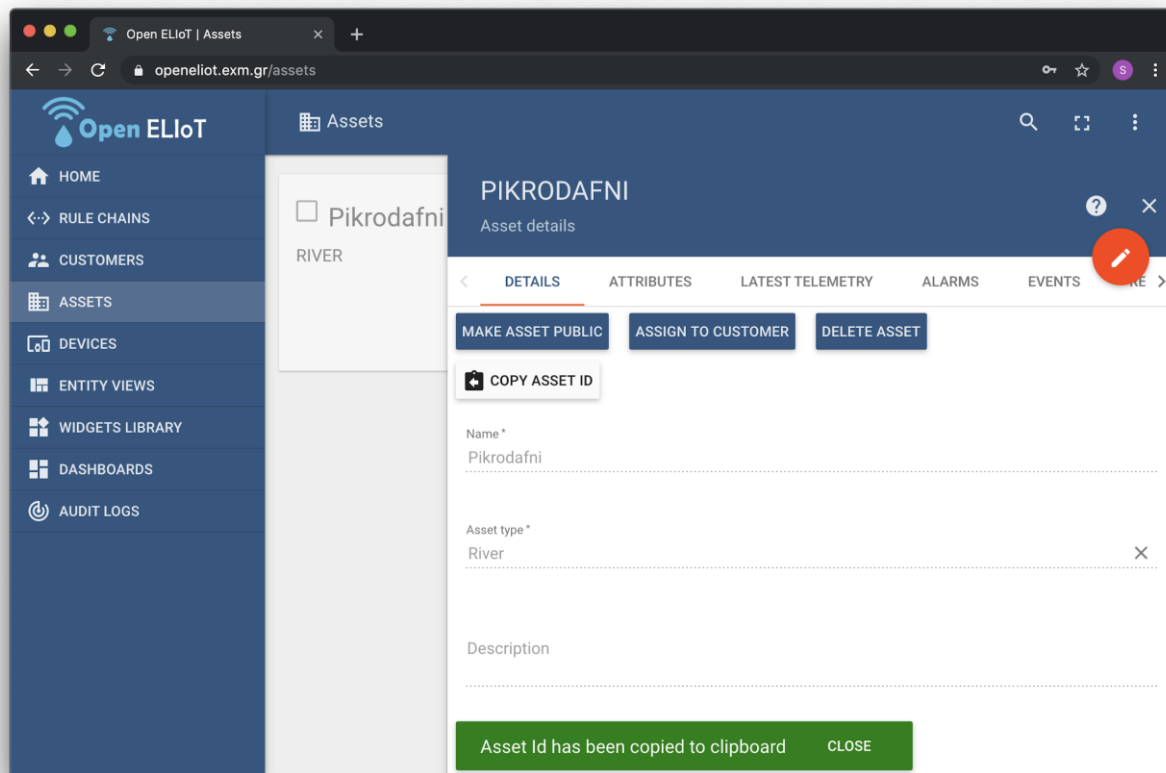 Open ELIoT | Assets
openeliot.exm.gr/assets
S
Open ELIoT
Assets
HOME
RULE CHAINS
CUSTOMERS
ASSETS
DEVICES
ENTITY VIEWS
WIDGETS LIBRARY
DASHBOARDS
AUDIT LOGS
Pikrodafni
RIVER
PIKRODAFNI
Asset details
DETAILS ATTRIBUTES LATEST TELEMETRY ALARMS EVENTS
MAKE ASSET PUBLIC ASSIGN TO CUSTOMER DELETE ASSET
COPY ASSET ID
Name *
Pikrodafni
Asset type *
River
Description
Asset Id has been copied to clipboard CLOSE